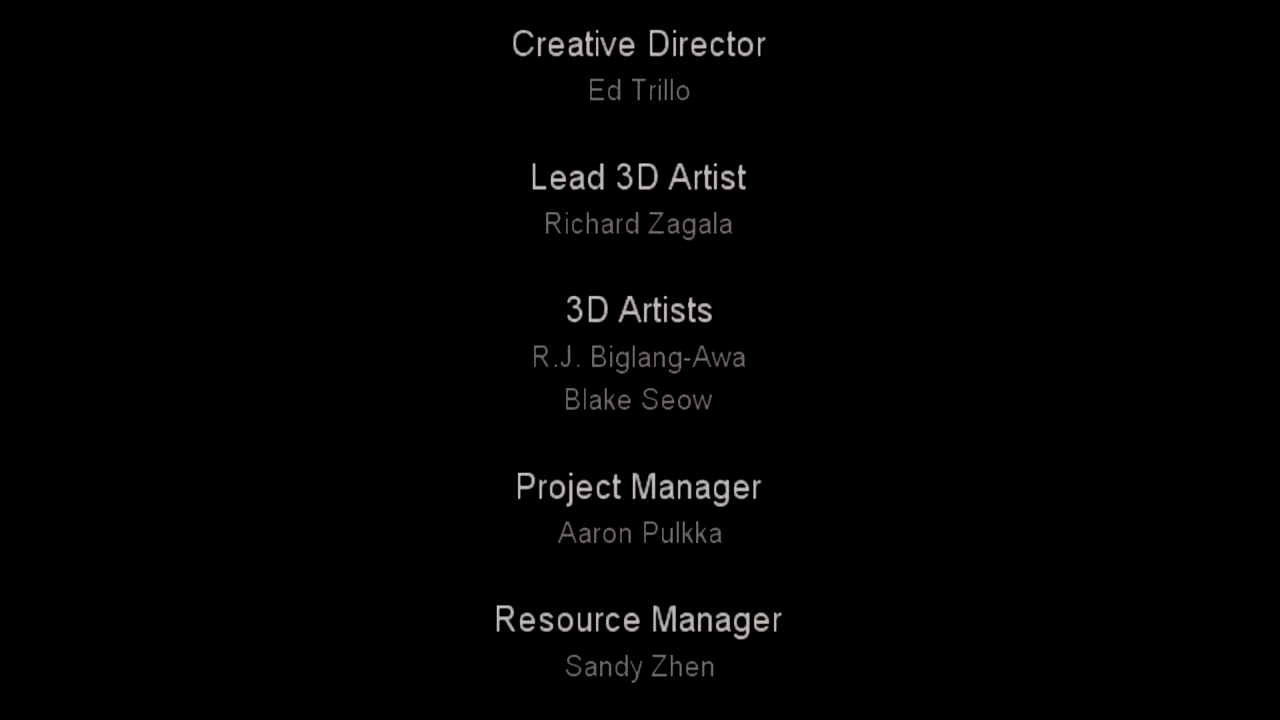 Creative Director
Ed Trillo
Lead 3D Artist
Richard Zagala
3D Artists
R.J. Biglang-Awa
Blake Seow
Project Manager
Aaron Pulkka
Resource Manager
Sandy Zhen